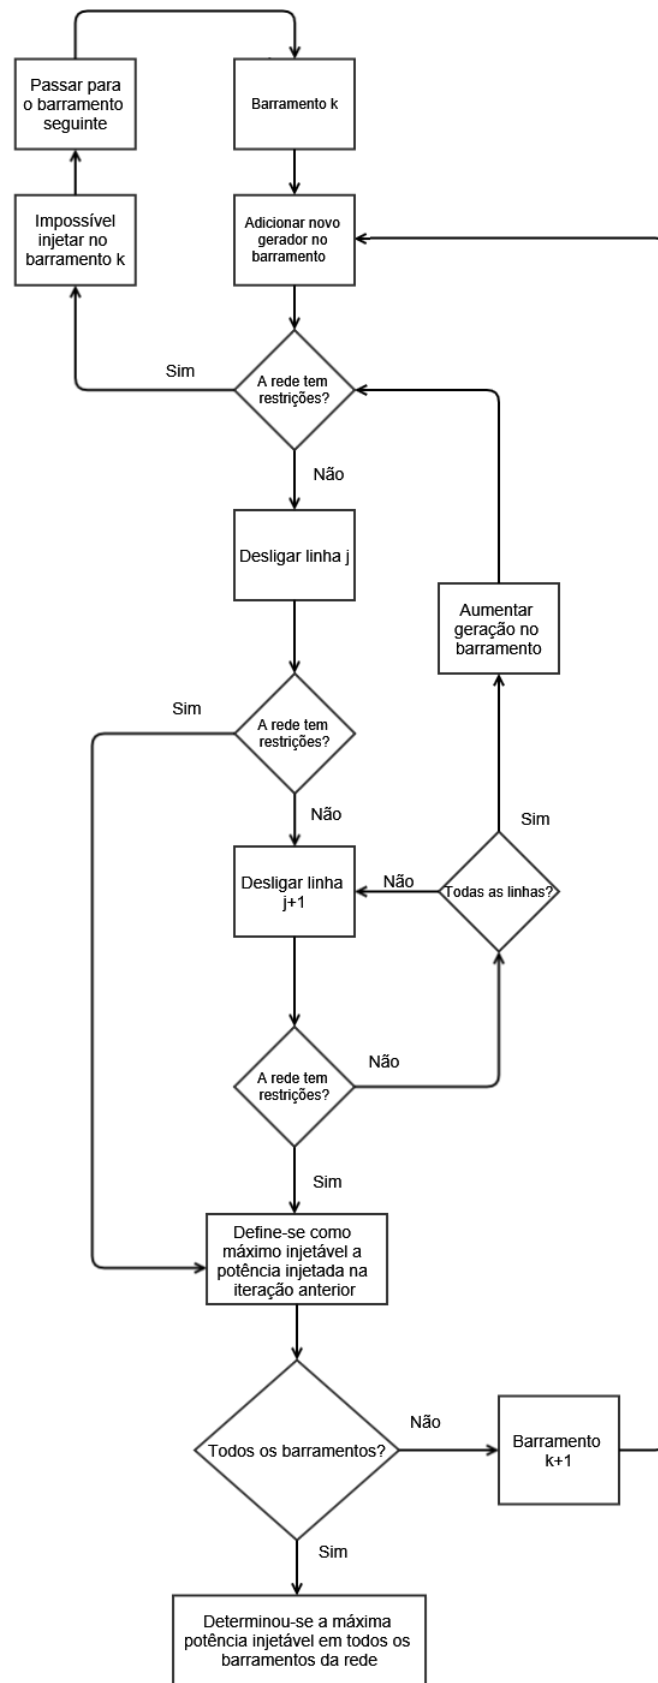 Passar para
o barramento
seguinte
Barramento k
Impossível
injetar no
barramento k
Adicionar novo
gerador no
barramento
Sim
A rede tem
restrições?
Não
Desligar linha j
Aumentar
geração no
barramento
Sim
A rede tem
restrições?
Não
Sim
Desligar linha
j+1
Não
Todas as linhas?
A rede tem
restrições?
Não
Sim
Define-se como
máximo injetável a
potência injetada na
iteração anterior
Todos os barramentos?
Não
Barramento
k+1
Sim
Determinou-se a máxima
potência injetável em todos os
barramentos da rede